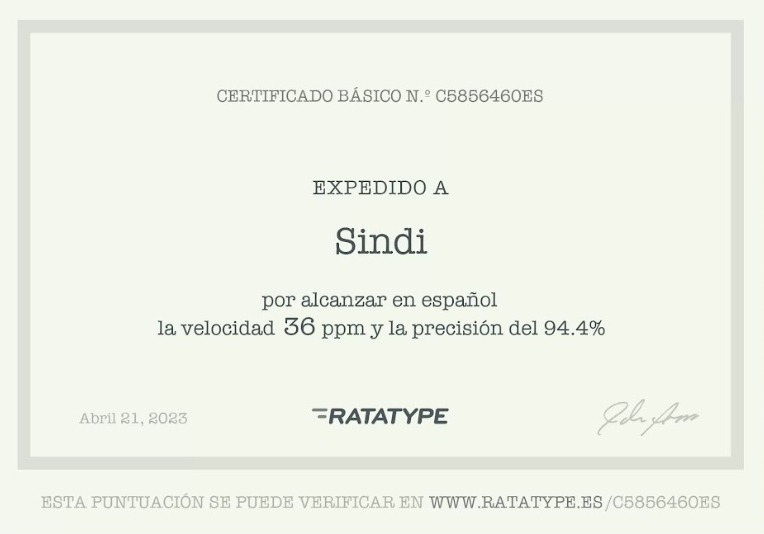 CERTIFICADO BÁSICO N.º C5856460ES
EXPEDIDO A
Sindi
por alcanzar en español
la velocidad 36 ppm y la precisión del 94.4%
Abril 21, 2023
RATATYPE
ESTA PUNTUACIÓN SE PUEDE VERIFICAR EN WWW.RATATYPE.ES/C5856460ES